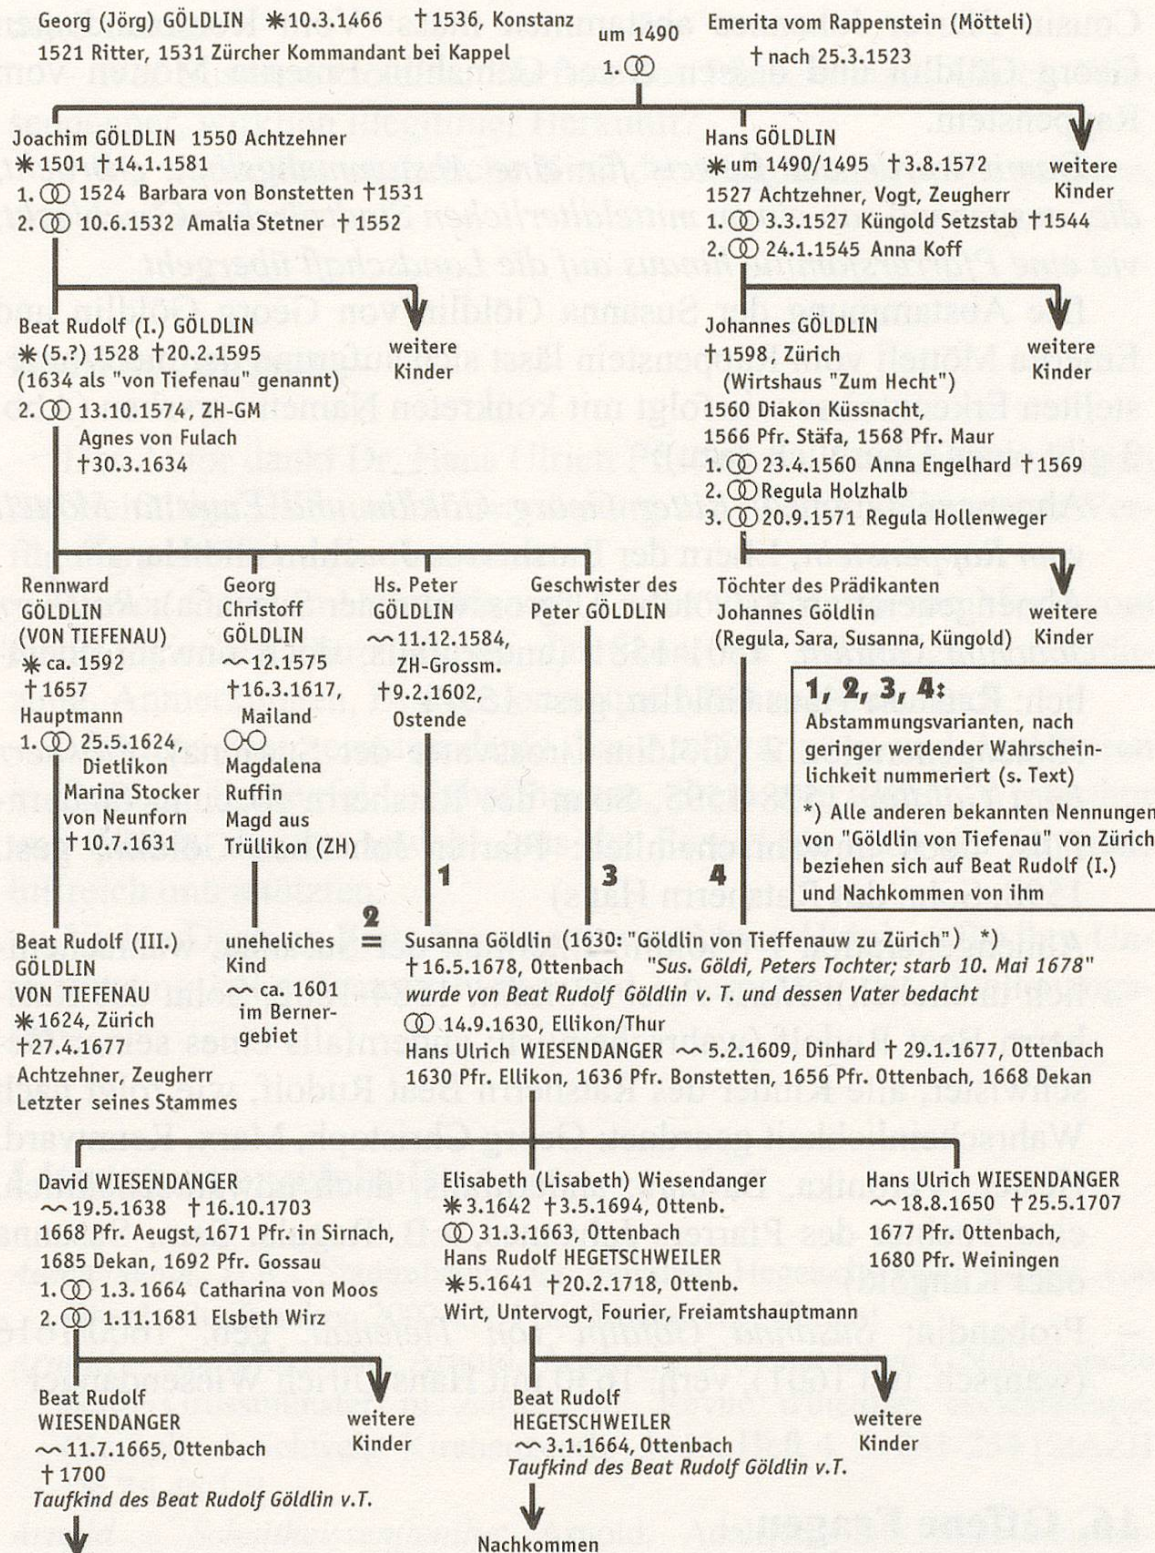 Georg (Jörg) GÖLDLIN ✳10.3.1466 †1536, Konstanz
1521 Ritter, 1531 Zürcher Kommandant bei Kappel
um 1490
1. ⚭
Emerita vom Rappenstein (Mötteli)
† nach 25.3.1523
Joachim GÖLDLIN 1550 Achtzehner
✳ 1501 †14.1.1581
1. ⚭ 1524 Barbara von Bonstetten †1531
2. ⚭ 10.6.1532 Amalia Stetner †1552
Hans GÖLDLIN
✳ um 1490/1495 †3.8.1572
1527 Achtzehner, Vogt, Zeugherr
1. ⚭ 3.3.1527 Küngold Setzstab †1544
2. ⚭ 24.1.1545 Anna Koff
weitere
Kinder
Beat Rudolf (I.) GÖLDLIN
✳ (5.?) 1528 †20.2.1595
(1634 als "von Tiefenau" genannt)
2. ⚭ 13.10.1574, ZH-GM
Agnes von Fulach
†30.3.1634
weitere
Kinder
Johannes GÖLDLIN
†1598, Zürich
(Wirtshaus "Zum Hecht")
1560 Diakon Küssnacht,
1566 Pfr. Stäfa, 1568 Pfr. Maur
1. ⚭ 23.4.1560 Anna Engelhard †1569
2. ⚭ Regula Holzhalb
3. ⚭ 20.9.1571 Regula Hollenweger
weitere
Kinder
Rennward
GÖLDLIN
(VON TIEFENAU)
✳ ca. 1592
†1657
Hauptmann
1. ⚭ 25.5.1624,
Dietlikon
Marina Stocker
von Neunforn
†10.7.1631
Georg
Christoff
GÖLDLIN
~ 12.1575
†16.3.1617,
Mailand
⚯
Magdalena
Ruffin
Magd aus
Trüllikon (ZH)
Hs. Peter
GÖLDLIN
~ 11.12.1584,
ZH-Grossm.
†9.2.1602,
Ostende
Geschwister des
Peter GÖLDLIN
Töchter des Prädikanten
Johannes Göldlin
(Regula, Sara, Susanna, Küngold)
weitere
Kinder
1, 2, 3, 4:
Abstammungsvarianten, nach
geringer werdender Wahrschein-
lichkeit nummeriert (s. Text)
*) Alle anderen bekannten Nennungen
von "Göldlin von Tiefenau" von Zürich
beziehen sich auf Beat Rudolf (I.)
und Nachkommen von ihm
1
3
4
2
=
Beat Rudolf (III.)
GÖLDLIN
VON TIEFENAU
✳ 1624, Zürich
†27.4.1677
Achtzehner, Zeugherr
Letzter seines Stammes
uneheliches
Kind
~ ca. 1601
im Berner-
gebiet
Susanna Göldlin (1630: "Göldlin von Tieffenauw zu Zürich") *)
†16.5.1678, Ottenbach "Sus. Göldi, Peters Tochter; starb 10. Mai 1678"
wurde von Beat Rudolf Göldlin v. T. und dessen Vater bedacht
⚭ 14.9.1630, Ellikon/Thur
Hans Ulrich WIESENDANGER ~ 5.2.1609, Dinhard † 29.1.1677, Ottenbach
1630 Pfr. Ellikon, 1636 Pfr. Bonstetten, 1656 Pfr. Ottenbach, 1668 Dekan
David WIESENDANGER
~ 19.5.1638 †16.10.1703
1668 Pfr. Aeugst, 1671 Pfr. in Sirnach,
1685 Dekan, 1692 Pfr. Gossau
1. ⚭ 1.3.1664 Catharina von Moos
2. ⚭ 1.11.1681 Elsbeth Wirz
Elisabeth (Lisabeth) Wiesendanger
✳ 3.1642 †3.5.1694, Ottenb.
⚭ 31.3.1663, Ottenbach
Hans Rudolf HEGETSCHWEILER
✳ 5.1641 †20.2.1718, Ottenb.
Wirt, Untervogt, Fourier, Freiamtshauptmann
Hans Ulrich WIESENDANGER
~ 18.8.1650 †25.5.1707
1677 Pfr. Ottenbach,
1680 Pfr. Weiningen
Beat Rudolf
WIESENDANGER
~ 11.7.1665, Ottenbach
†1700
Taufkind des Beat Rudolf Göldlin v.T.
weitere
Kinder
Beat Rudolf
HEGETSCHWEILER
~ 3.1.1664, Ottenbach
Taufkind des Beat Rudolf Göldlin v.T.
weitere
Kinder
Nachkommen